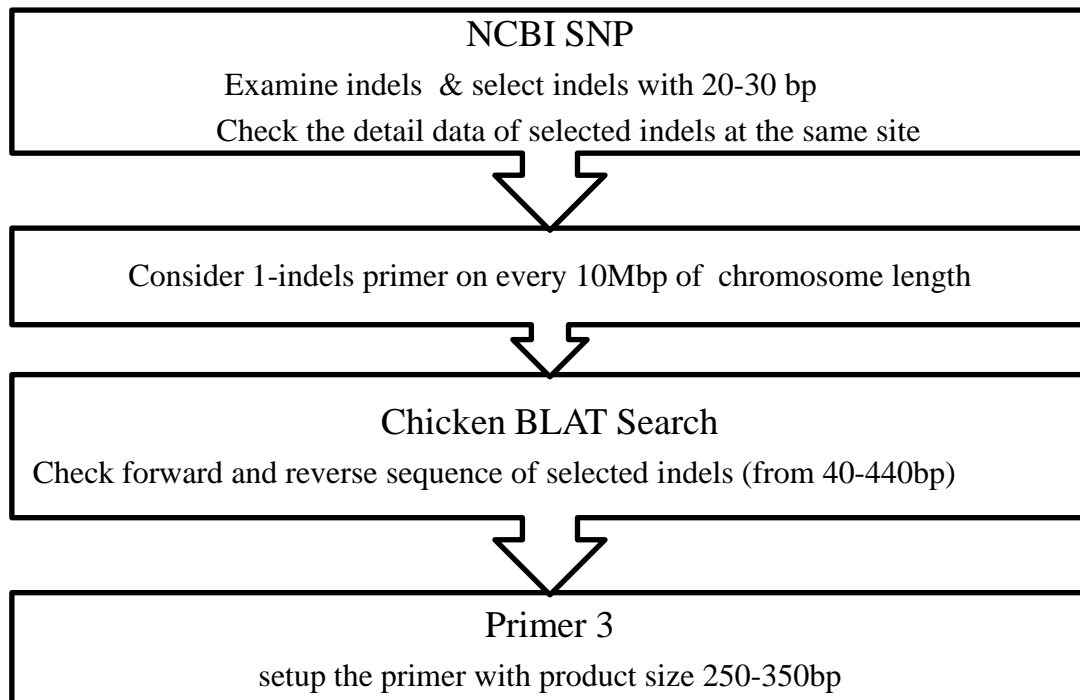 NCBI SNP
Examine indels & select indels with 20-30 bp
Check the detail data of selected indels at the same site
Consider 1-indels primer on every 10Mbp of chromosome length
Chicken BLAT Search
Check forward and reverse sequence of selected indels (from 40-440bp)
Primer 3
setup the primer with product size 250-350bp